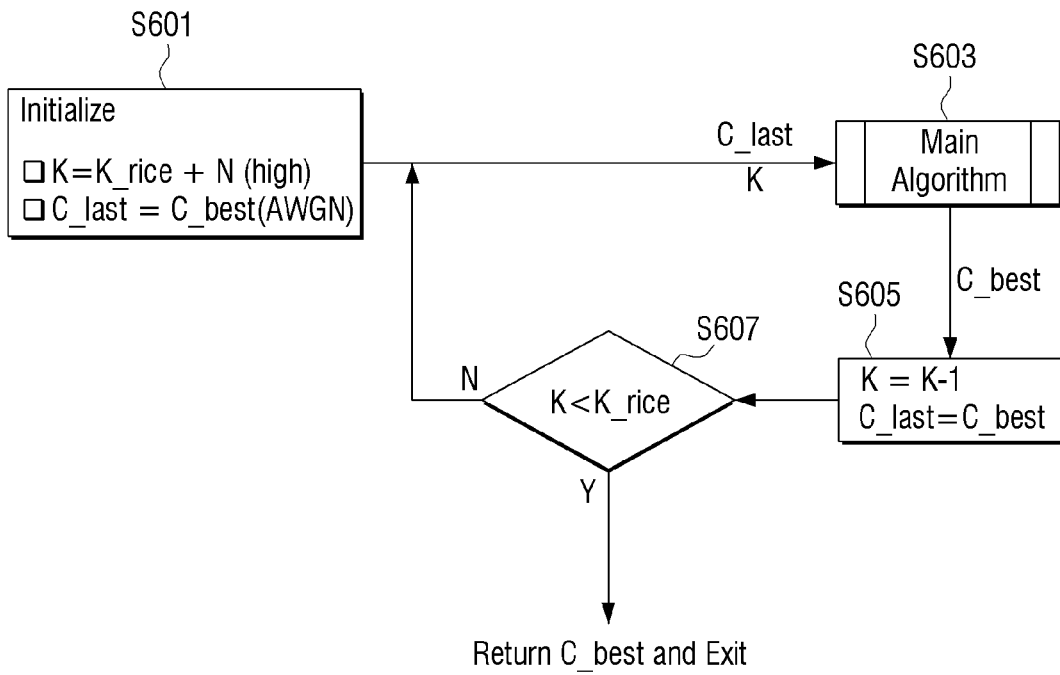 S601
Initialize
K=K_rice + N (high)
C_last = C_best(AWGN)
C_last
K
S603
Main
Algorithm
C_best
S605
K = K-1
C_last=C_best
S607
K<K_rice
N
Y
Return C_best and Exit